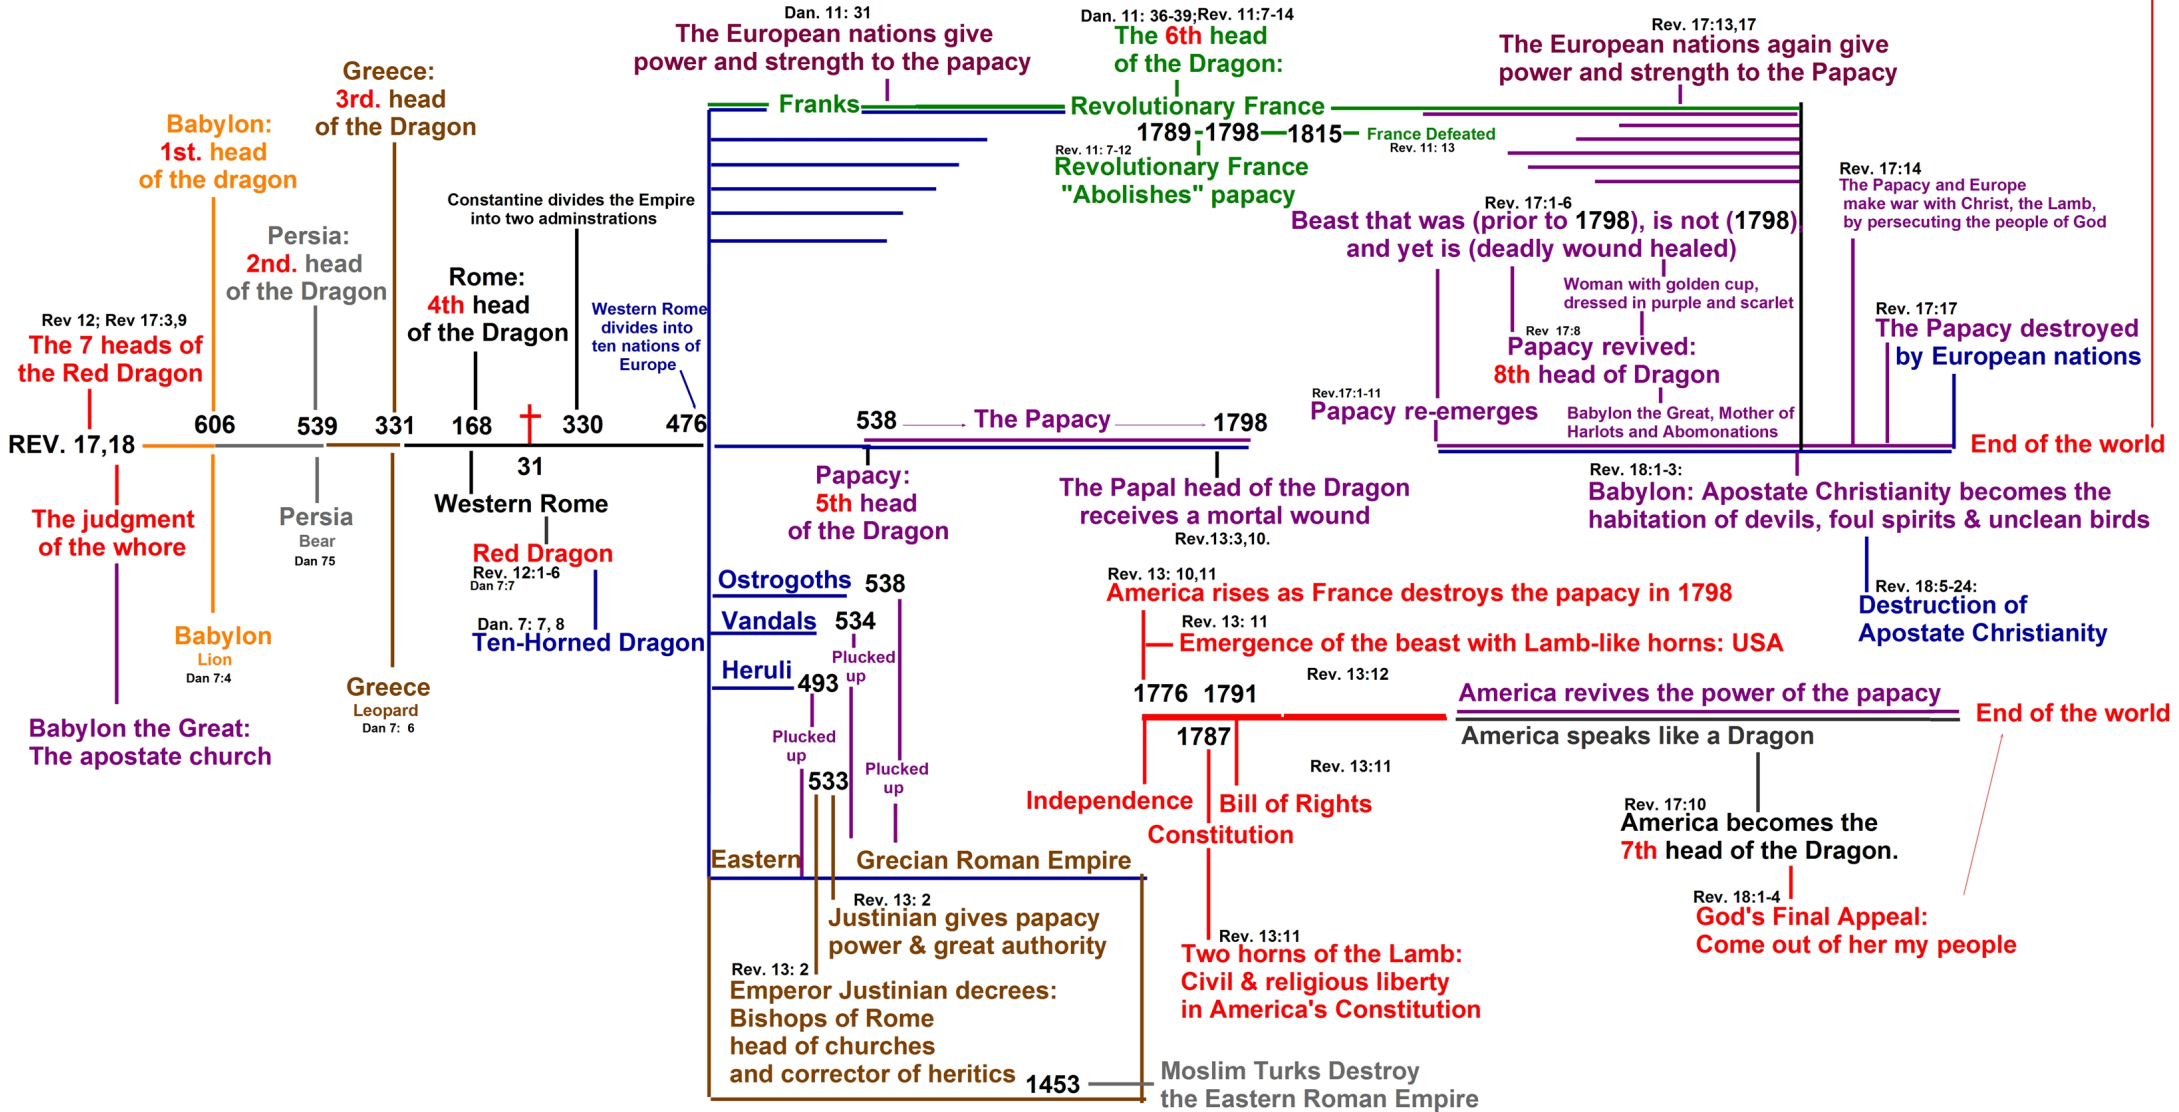 Dan. 11: 31
The European nations give
power and strength to the papacy
Dan. 11: 36-39;Rev. 11:7-14
The 6th head
of the Dragon:
Rev. 17:13,17
The European nations again give
power and strength to the Papacy
Greece:
3rd. head
of the Dragon
Babylon:
1st. head
of the dragon
Persia:
2nd. head
of the Dragon
Constantine divides the Empire
into two adminstrations
Rome:
4th head
of the Dragon
Western Rome
divides into
ten nations of
Europe
Rev 12; Rev 17:3,9
The 7 heads of
the Red Dragon
Franks
Revolutionary France
1789 - 1798 1815
France Defeated
Rev. 11: 13
Rev. 11: 7-12
Revolutionary France
"Abolishes" papacy
Rev. 17:1-6
Beast that was (prior to 1798), is not (1798)
and yet is (deadly wound healed)
Woman with golden cup,
dressed in purple and scarlet
Rev 17:8
Papacy revived:
8th head of Dragon
Rev.17:1-11
Papacy re-emerges
Babylon the Great, Mother of
Harlots and Abomonations
Rev. 17:14
The Papacy and Europe
make war with Christ, the Lamb,
by persecuting the people of God
Rev. 17:17
The Papacy destroyed
by European nations
REV. 17,18
606
539
331
168
330
476
31
538
The Papacy
1798
End of the world
The judgment
of the whore
Babylon the Great:
The apostate church
Babylon
Lion
Dan 7:4
Persia
Bear
Dan 75
Greece
Leopard
Dan 7: 6
Western Rome
Red Dragon
Rev. 12:1-6
Dan 7:7
Dan. 7: 7, 8
Ten-Horned Dragon
Papacy:
5th head
of the Dragon
The Papal head of the Dragon
receives a mortal wound
Rev.13:3,10.
Rev. 18:1-3:
Babylon: Apostate Christianity becomes the
habitation of devils, foul spirits & unclean birds
Rev. 18:5-24:
Destruction of
Apostate Christianity
Ostrogoths 538
Vandals 534
Plucked
up
Heruli 493
Plucked
up
533
Plucked
up
Eastern Grecian Roman Empire
Rev. 13: 2
Justinian gives papacy
power & great authority
Rev. 13: 2
Emperor Justinian decrees:
Bishops of Rome
head of churches
and corrector of heritics
1453
Moslim Turks Destroy
the Eastern Roman Empire
Rev. 13: 10,11
America rises as France destroys the papacy in 1798
Rev. 13: 11
Emergence of the beast with Lamb-like horns: USA
Rev. 13:12
1776 1791
1787
America revives the power of the papacy
America speaks like a Dragon
End of the world
Rev. 13:11
Independence
Bill of Rights
Constitution
Rev. 13:11
Two horns of the Lamb:
Civil & religious liberty
in America's Constitution
Rev. 17:10
America becomes the
7th head of the Dragon.
Rev. 18:1-4
God's Final Appeal:
Come out of her my people